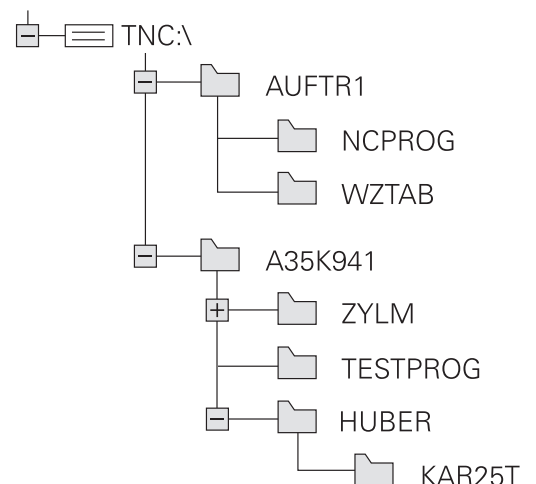 TNC:\
AUFTR1
NCPROG
WZTAB
A35K941
ZYLM
TESTPROG
HUBER
KAR25T